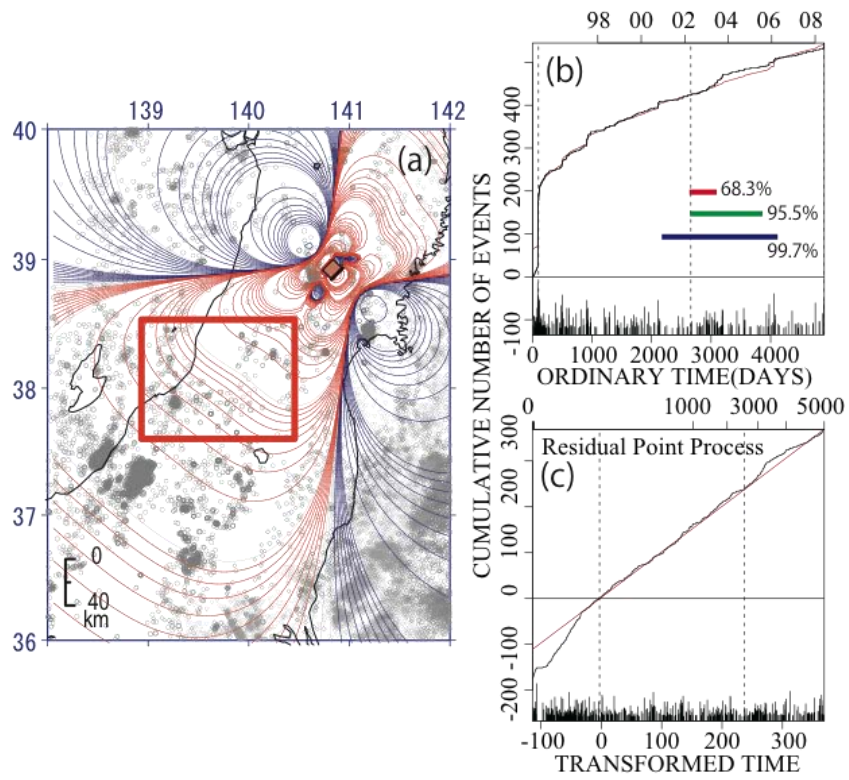 139 140 141 142
40
39
38
37
36
(a)
0
40
km
98 00 02 04 06 08
(b)
400
300
200
100
0
-100
68.3%
95.5%
99.7%
0 1000 2000 3000 4000
ORDINARY TIME(DAYS)
CUMULATIVE NUMBER OF EVENTS
0 1000 3000 5000
Residual Point Process
(c)
300
200
100
0
-100
-200
-100 0 100 200 300
TRANSFORMED TIME